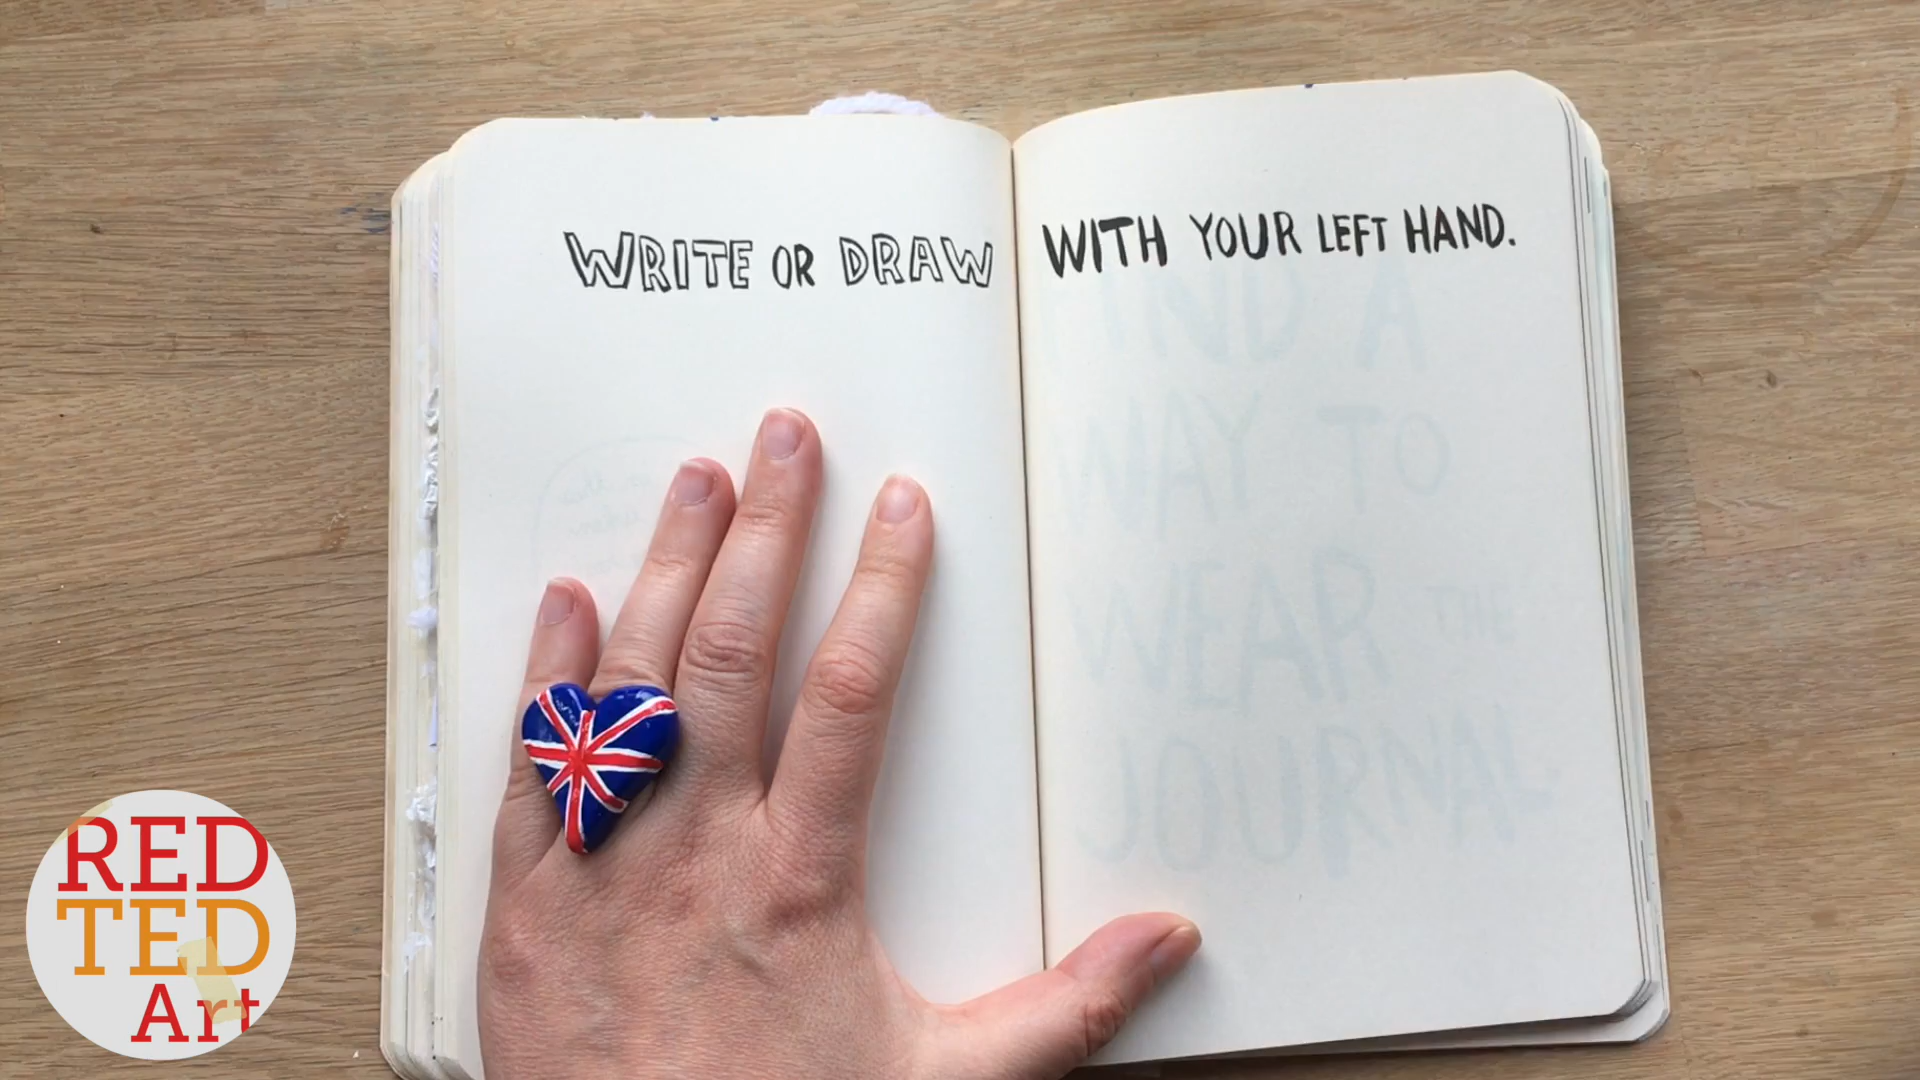 WRITE OR DRAW WITH YOUR LEFT HAND.
FIND A
WAY TO
WEAR THE
JOURNAL
RED
TED
Art